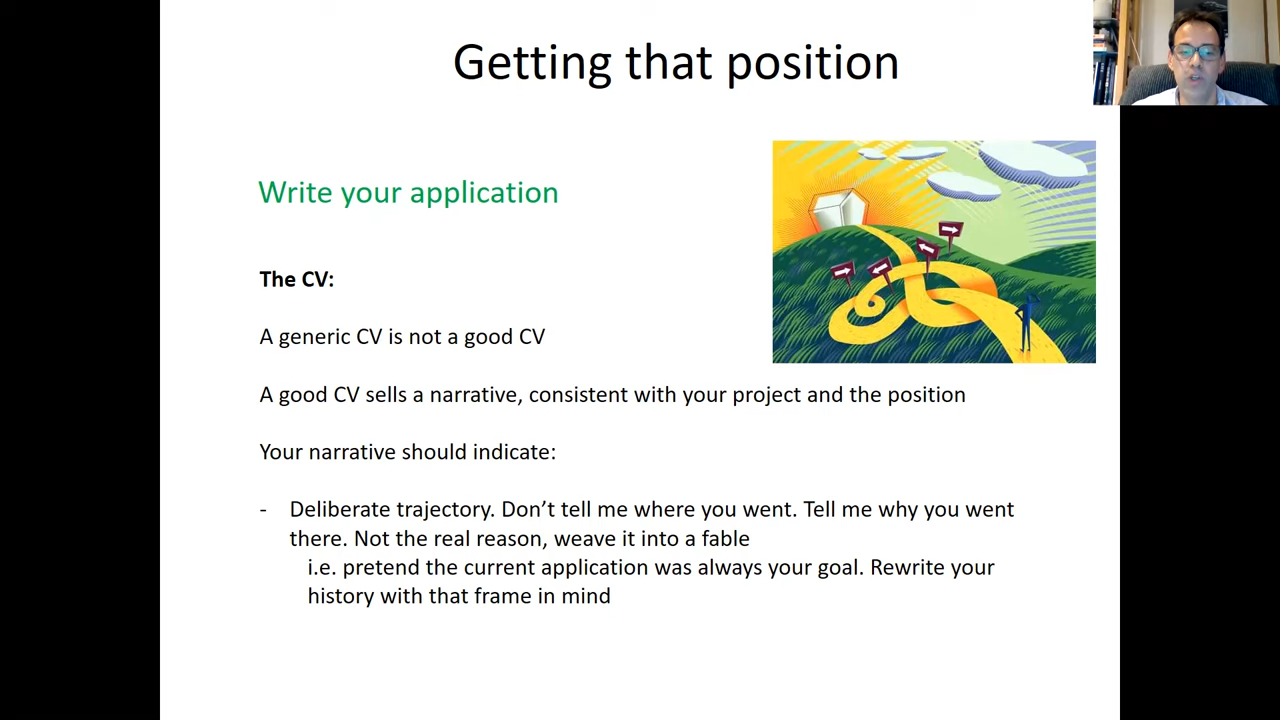 Getting that position
Write your application
The CV:
A generic CV is not a good CV
A good CV sells a narrative, consistent with your project and the position
Your narrative should indicate:
- Deliberate trajectory. Don’t tell me where you went. Tell me why you went
there. Not the real reason, weave it into a fable
i.e. pretend the current application was always your goal. Rewrite your
history with that frame in mind